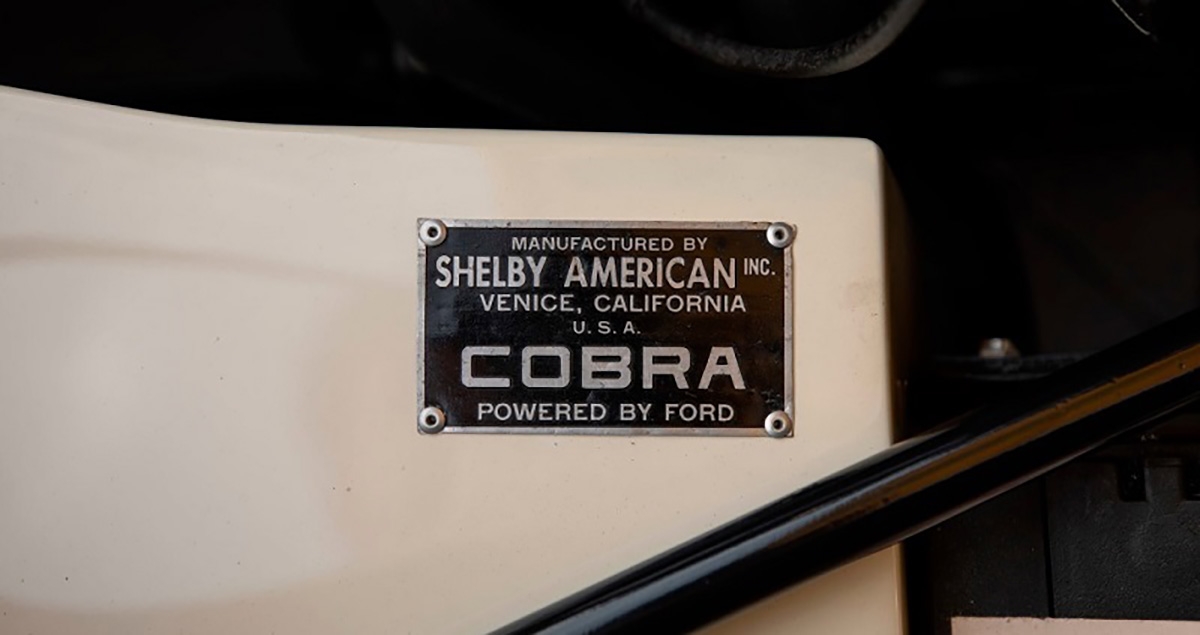 MANUFACTURED BY
SHELBY AMERICAN INC.
VENICE, CALIFORNIA
U.S.A.
COBRA
POWERED BY FORD